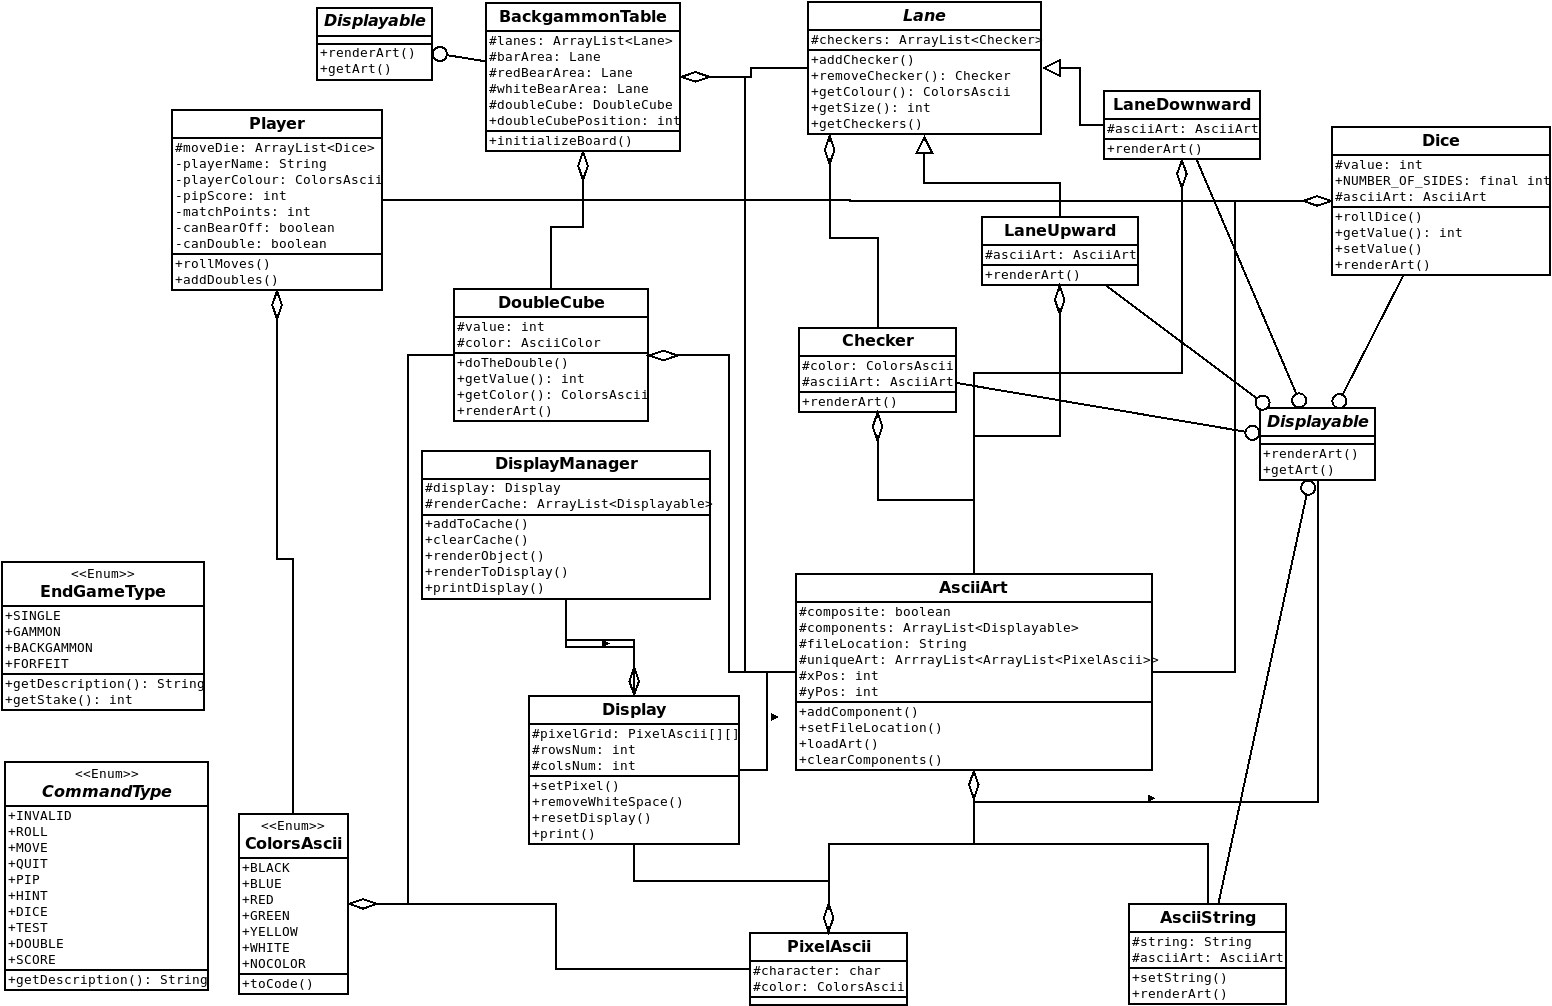 Displayable
+renderArt()
+getArt()
BackgammonTable
#lanes: ArrayList<Lane>
#barArea: Lane
#redBearArea: Lane
#whiteBearArea: Lane
#doubleCube: DoubleCube
+doubleCubePosition: int
+initializeBoard()
Lane
#checkers: ArrayList<Checker>
+addChecker()
+removeChecker(): Checker
+getColour(): ColorsAscii
+getSize(): int
+getCheckers()
LaneDownward
#asciiArt: AsciiArt
+renderArt()
Player
#moveDie: ArrayList<Dice>
-playerName: String
-playerColour: ColorsAscii
-pipScore: int
-matchPoints: int
-canBearOff: boolean
-canDouble: boolean
+rollMoves()
+addDoubles()
Dice
#value: int
+NUMBER_OF_SIDES: final int
#asciiArt: AsciiArt
+rollDice()
+getValue(): int
+setValue()
+renderArt()
LaneUpward
#asciiArt: AsciiArt
+renderArt()
DoubleCube
#value: int
#color: AsciiColor
+doTheDouble()
+getValue(): int
+getColor(): ColorsAscii
+renderArt()
Checker
#color: ColorsAscii
#asciiArt: AsciiArt
+renderArt()
Displayable
+renderArt()
+getArt()
DisplayManager
#display: Display
#renderCache: ArrayList<Displayable>
+addToCache()
+clearCache()
+renderObject()
+renderToDisplay()
+printDisplay()
<<Enum>>
EndGameType
+SINGLE
+GAMMON
+BACKGAMMON
+FORFEIT
+getDescription(): String
+getStake(): int
AsciiArt
#composite: boolean
#components: ArrayList<Displayable>
#fileLocation: String
#uniqueArt: ArrrayList<ArrayList<PixelAscii>>
#xPos: int
#yPos: int
+addComponent()
+setFileLocation()
+loadArt()
+clearComponents()
Display
#pixelGrid: PixelAscii[][]
#rowsNum: int
#colsNum: int
+setPixel()
+removeWhiteSpace()
+resetDisplay()
+print()
<<Enum>>
CommandType
+INVALID
+ROLL
+MOVE
+QUIT
+PIP
+HINT
+DICE
+TEST
+DOUBLE
+SCORE
+getDescription(): String
<<Enum>>
ColorsAscii
+BLACK
+BLUE
+RED
+GREEN
+YELLOW
+WHITE
+NOCOLOR
+toCode()
PixelAscii
#character: char
#color: ColorsAscii
AsciiString
#string: String
#asciiArt: AsciiArt
+setString()
+renderArt()